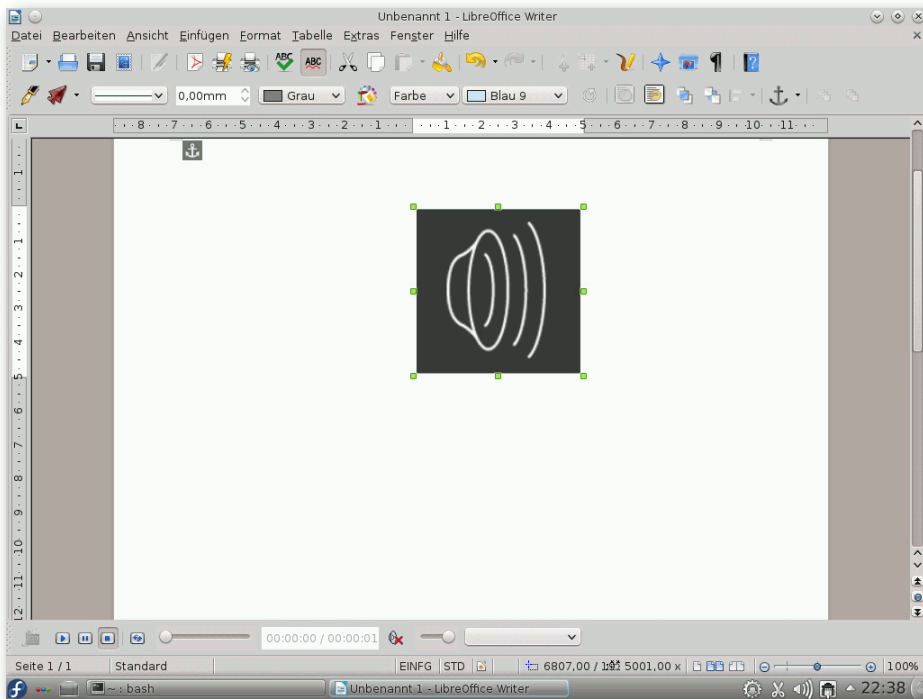 Unbenannt 1 - LibreOffice Writer
Datei Bearbeiten Ansicht Einfügen Format Tabelle Extras Fenster Hilfe
ABC ABC
0,00mm Grau Farbe Blau 9
8 7 6 5 4 3 2 1 1 2 3 4 5 6 7 8 9 10 11
1
1
2
3
4
5
6
7
8
9
10
11
12
00:00:00 / 00:00:01
Seite 1 / 1 Standard EINFG STD 6807,00 / 5001,00 x 100%
~ : bash Unbenannt 1 - LibreOffice Writer 22:38